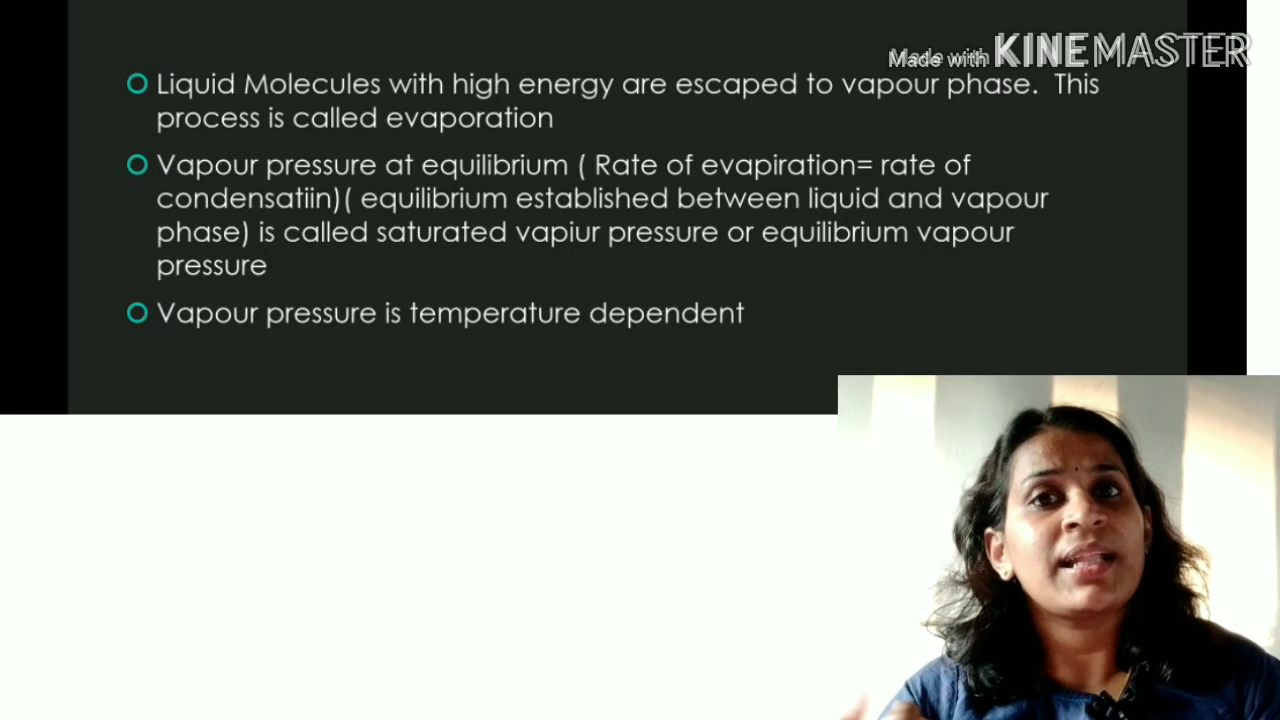 Made with KINEMASTER
Liquid Molecules with high energy are escaped to vapour phase.  This
process is called evaporation
Vapour pressure at equilibrium ( Rate of evapiration= rate of
condensatiin)( equilibrium established between liquid and vapour
phase) is called saturated vapiur pressure or equilibrium vapour
pressure
Vapour pressure is temperature dependent